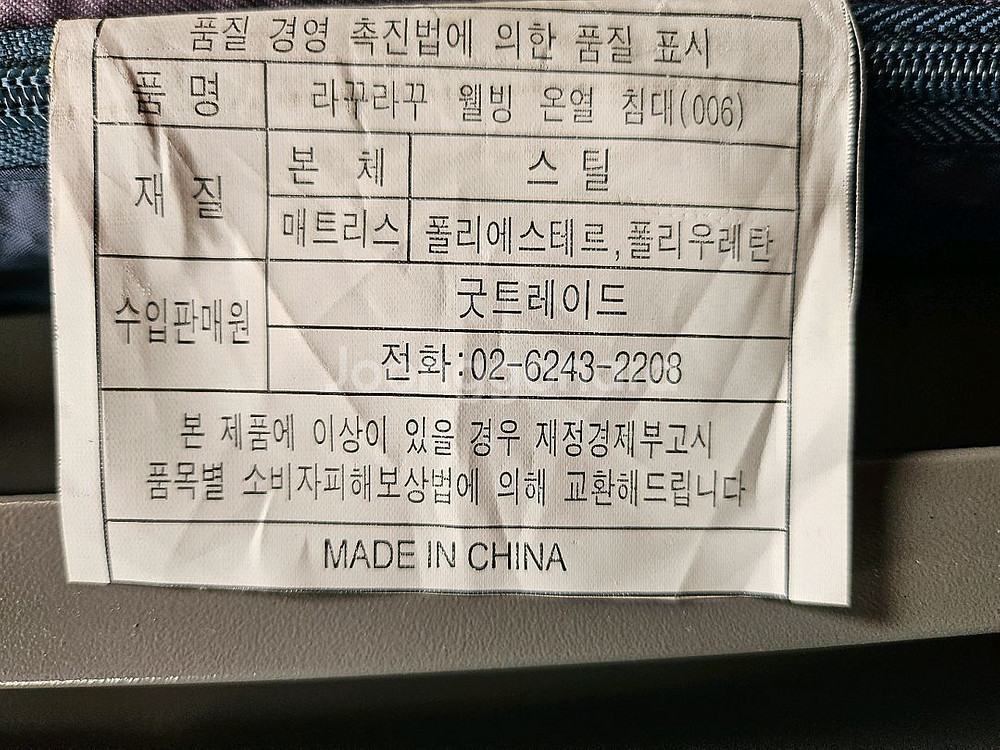 품질 경영 촉진법에 의한 품질 표시
품 명 라꾸라꾸 웰빙 온열 침대(006)
재 질 본 체 스 틸
매트리스 폴리에스테르,폴리우레탄
수입판매원 굿트레이드
전화:02-6243-2208
본 제품에 이상이 있을 경우 재정경제부고시
품목별 소비자피해보상법에 의해 교환해드립니다
MADE IN CHINA